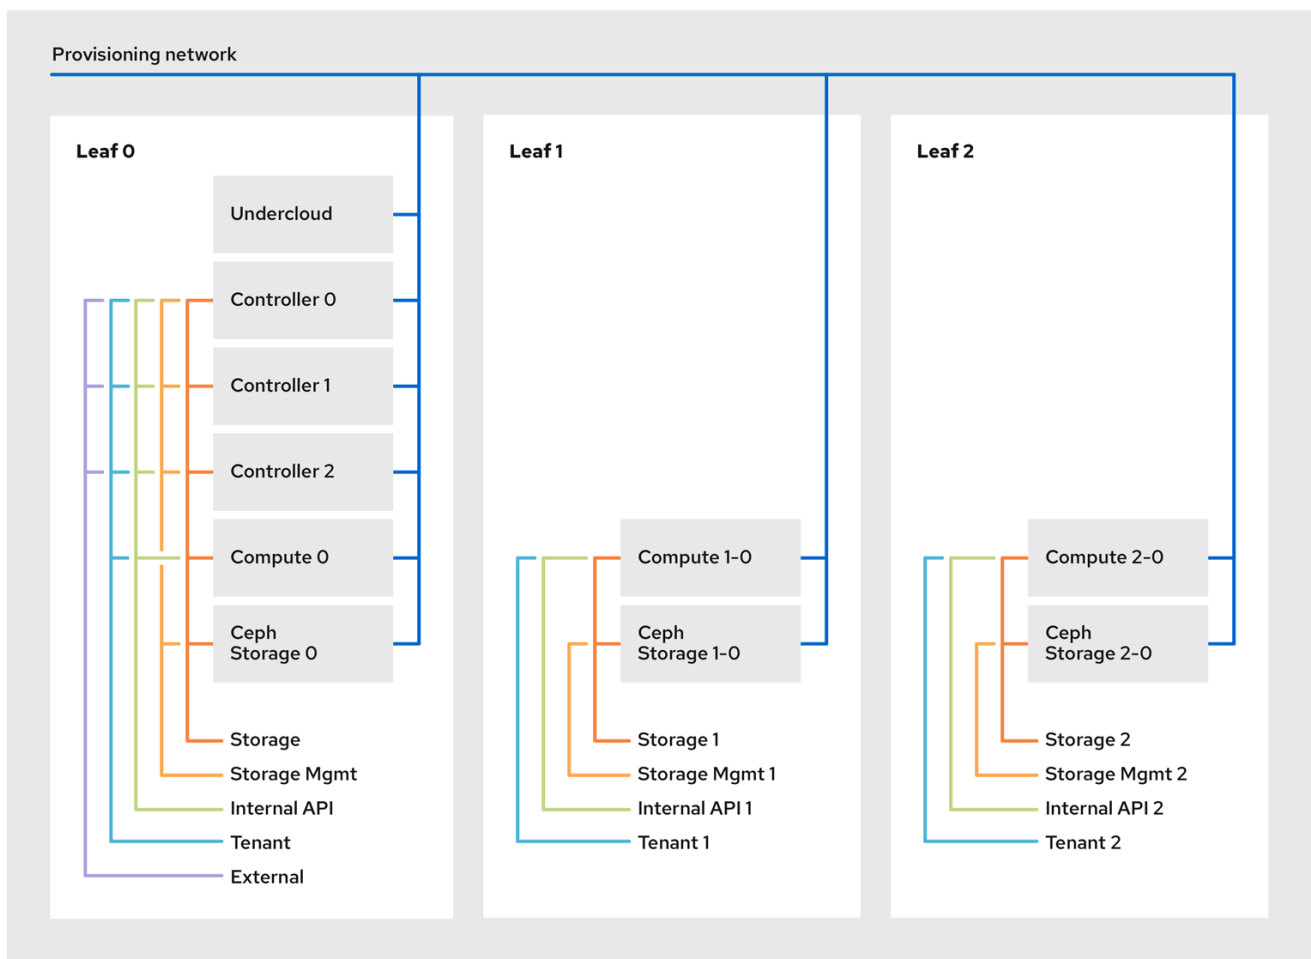 Provisioning network
Leaf 0
Undercloud
Controller 0
Controller 1
Controller 2
Compute 0
Ceph
Storage 0
Storage
Storage Mgmt
Internal API
Tenant
External
Leaf 1
Compute 1-0
Ceph
Storage 1-0
Storage 1
Storage Mgmt 1
Internal API 1
Tenant 1
Leaf 2
Compute 2-0
Ceph
Storage 2-0
Storage 2
Storage Mgmt 2
Internal API 2
Tenant 2